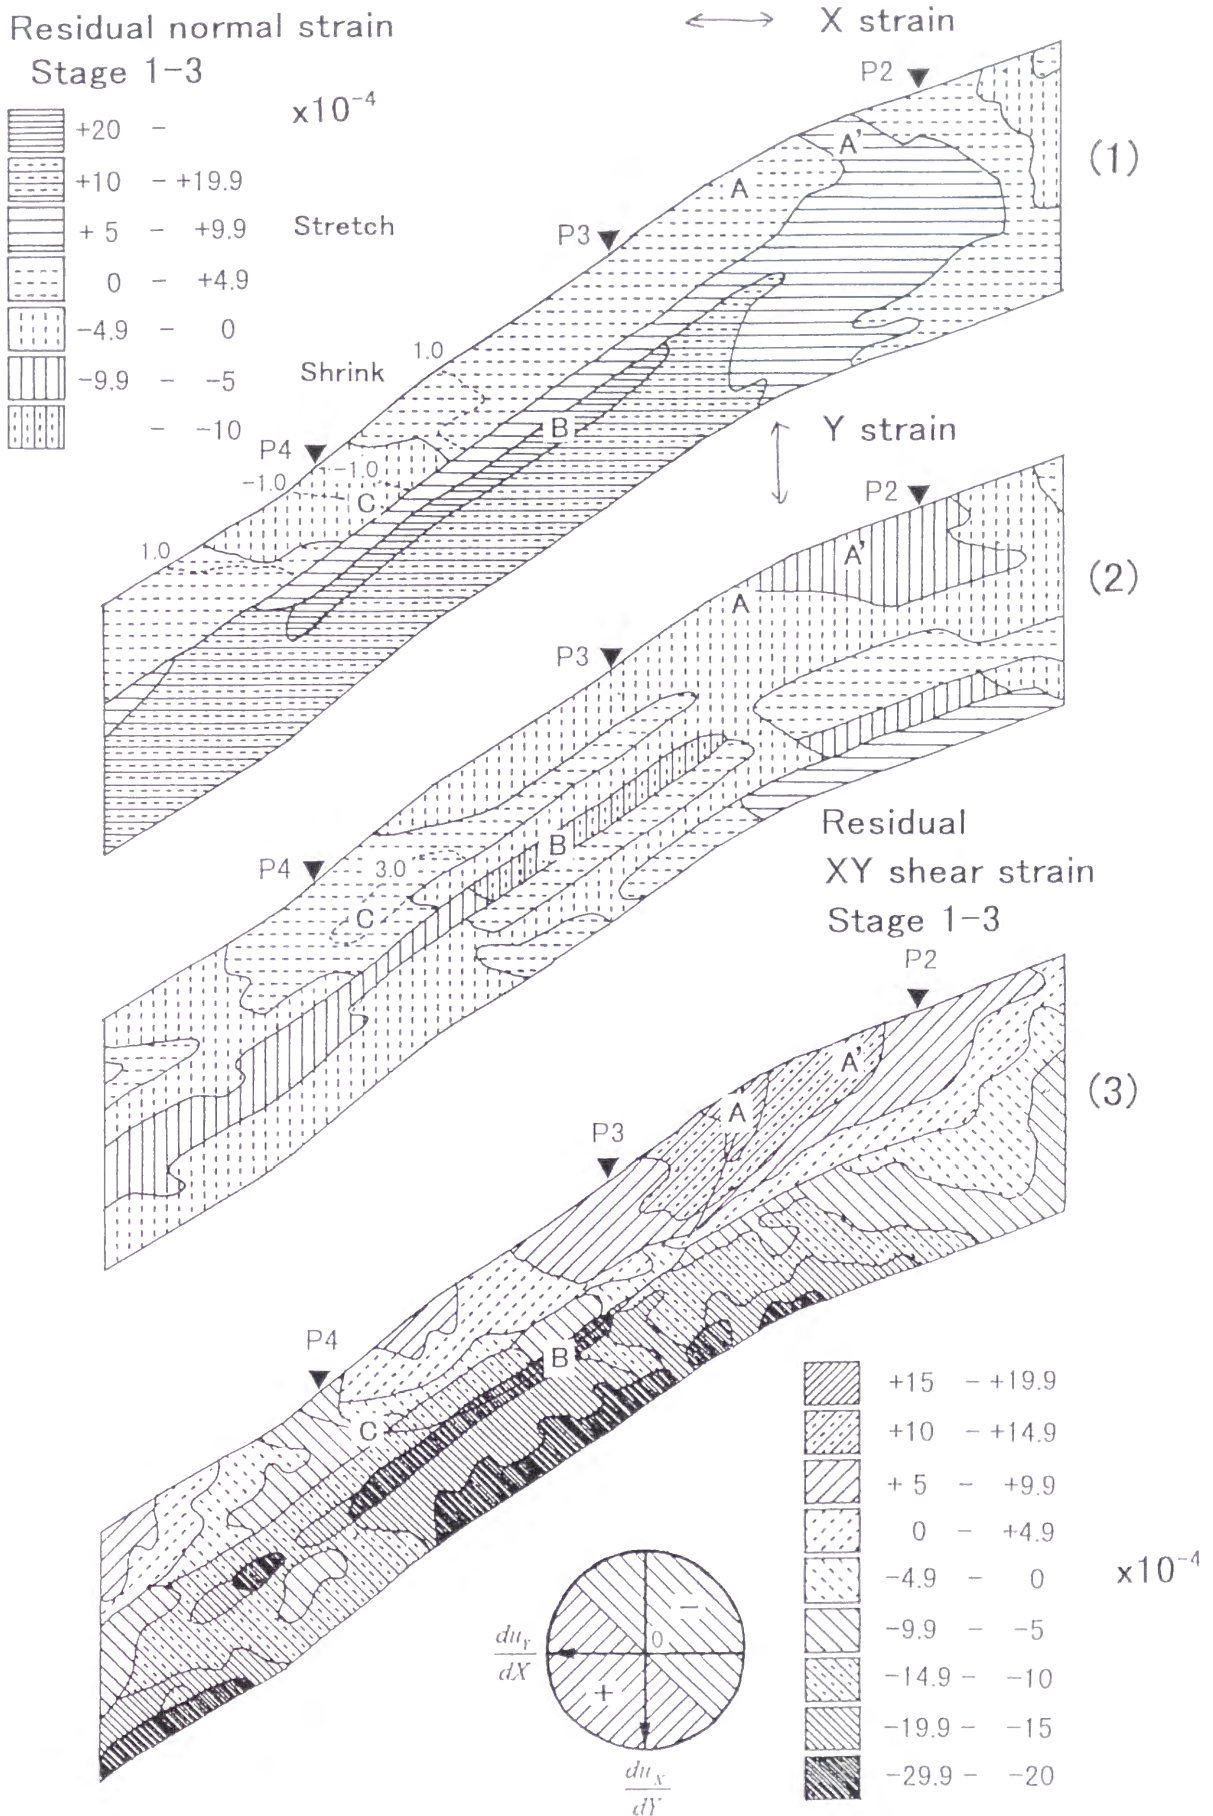 Residual normal strain
Stage 1-3
x10⁻⁴
+20 -
+10 - +19.9
+ 5 - +9.9 Stretch
0 - +4.9
-4.9 - 0
-9.9 - -5 Shrink
- -10
X strain
P2
A'
A
P3
(1)
1.0
B
P4
-1.0
-1.0
C
1.0
Y strain
P2
A'
A
P3
(2)
B
P4
3.0
C
Residual
XY shear strain
Stage 1-3
P2
A'
A
P3
(3)
P4
B
C
+15 - +19.9
+10 - +14.9
+ 5 - +9.9
0 - +4.9
-4.9 - 0
-9.9 - -5
-14.9 - -10
-19.9 - -15
-29.9 - -20
x10⁻⁴
−
0
+
du_Y
dX
du_X
dY